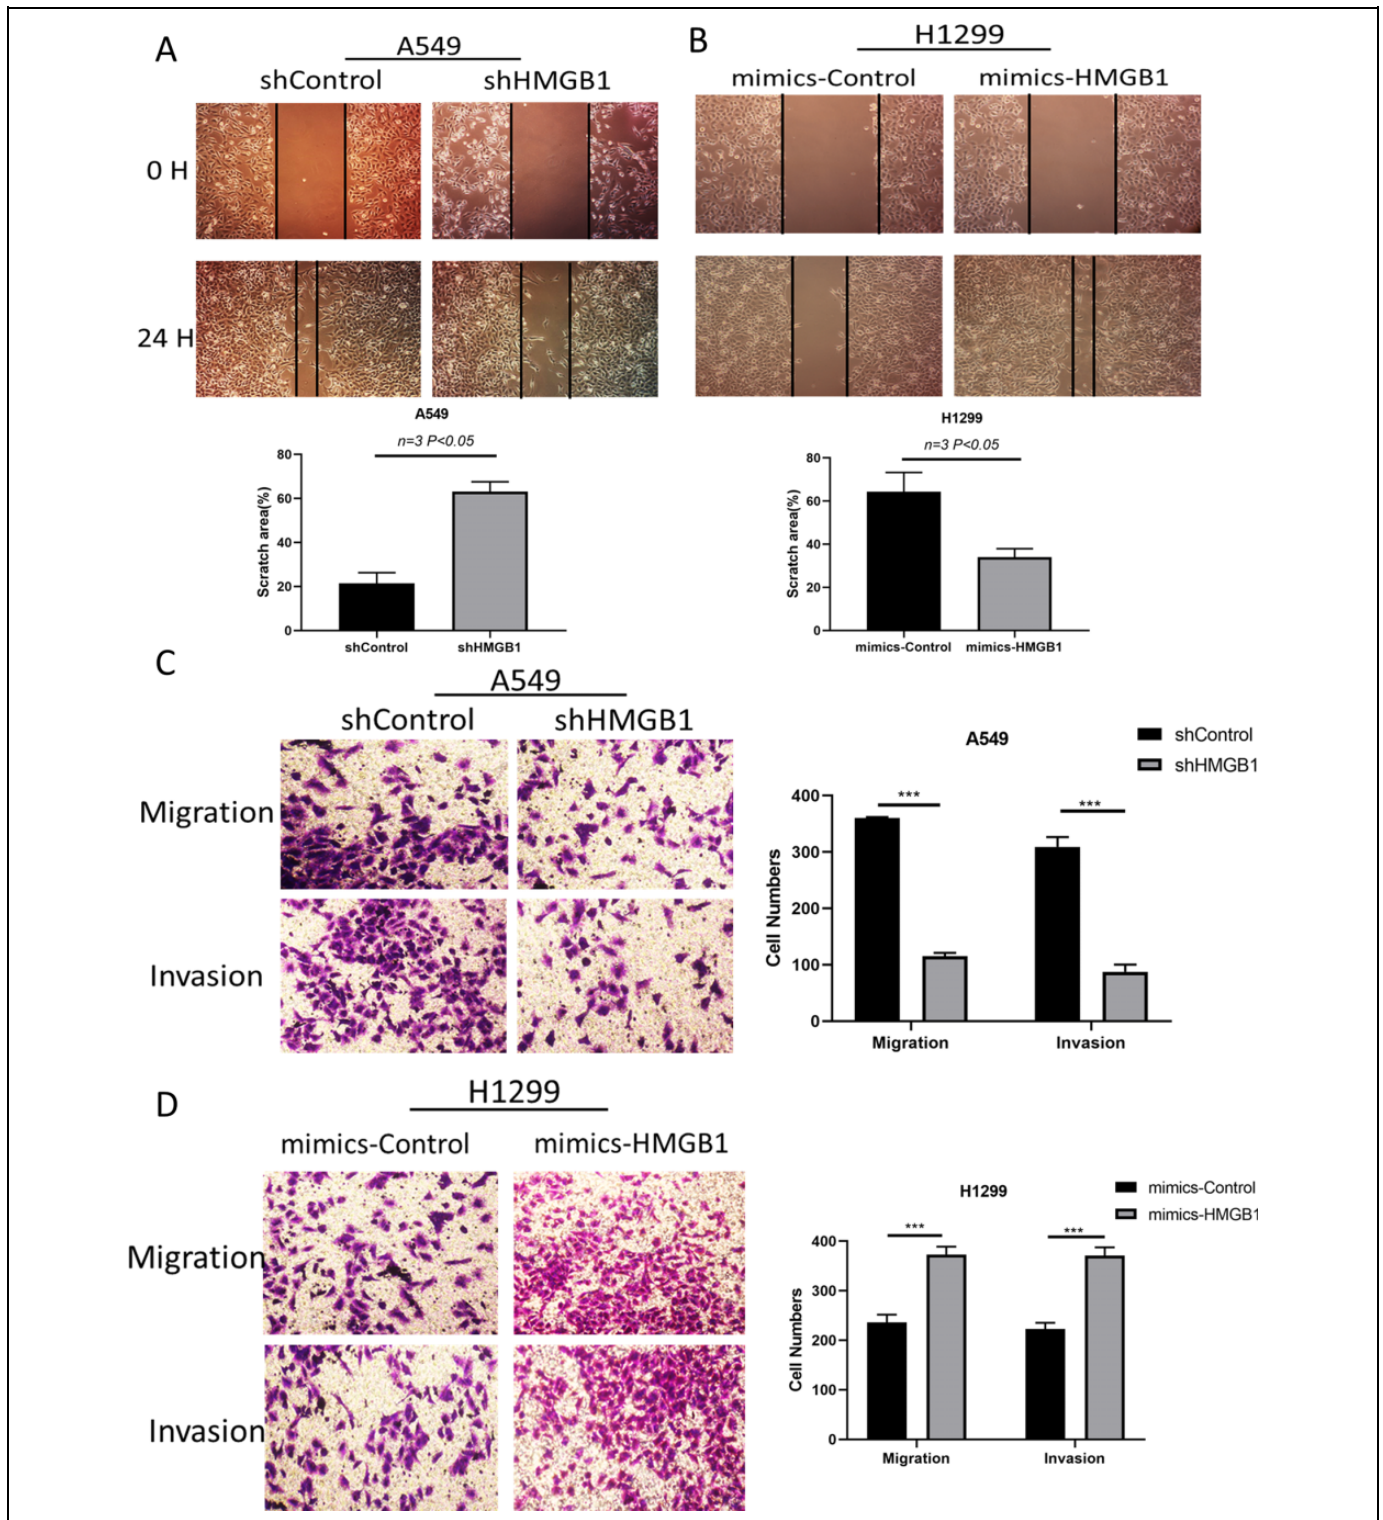 A
A549
shControl
shHMGB1
0 H
24 H
B
H1299
mimics-Control
mimics-HMGB1
A549
n=3 P<0.05
Scratch area(%)
80
60
40
20
0
shControl
shHMGB1
H1299
n=3 P<0.05
Scratch area(%)
80
60
40
20
0
mimics-Control
mimics-HMGB1
C
A549
shControl
shHMGB1
Migration
Invasion
A549
shControl
shHMGB1
Cell Numbers
400
300
200
100
0
***
***
Migration
Invasion
D
H1299
mimics-Control
mimics-HMGB1
Migration
Invasion
H1299
mimics-Control
mimics-HMGB1
Cell Numbers
400
300
200
100
0
***
***
Migration
Invasion